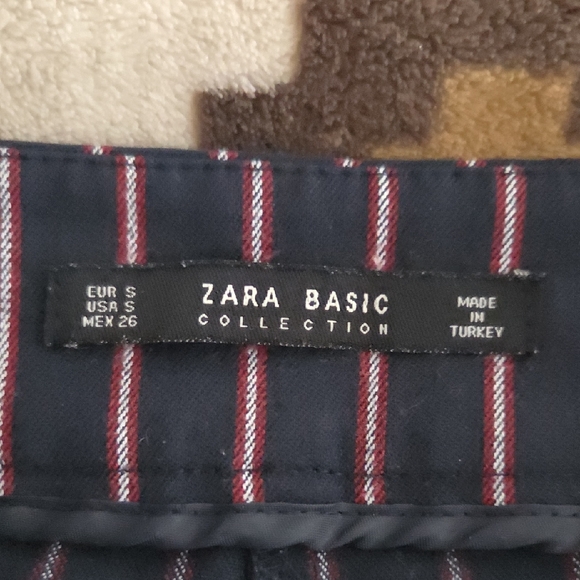 EUR S
USA S
MEX 26
ZARA BASIC
COLLECTION
MADE
IN
TURKEY